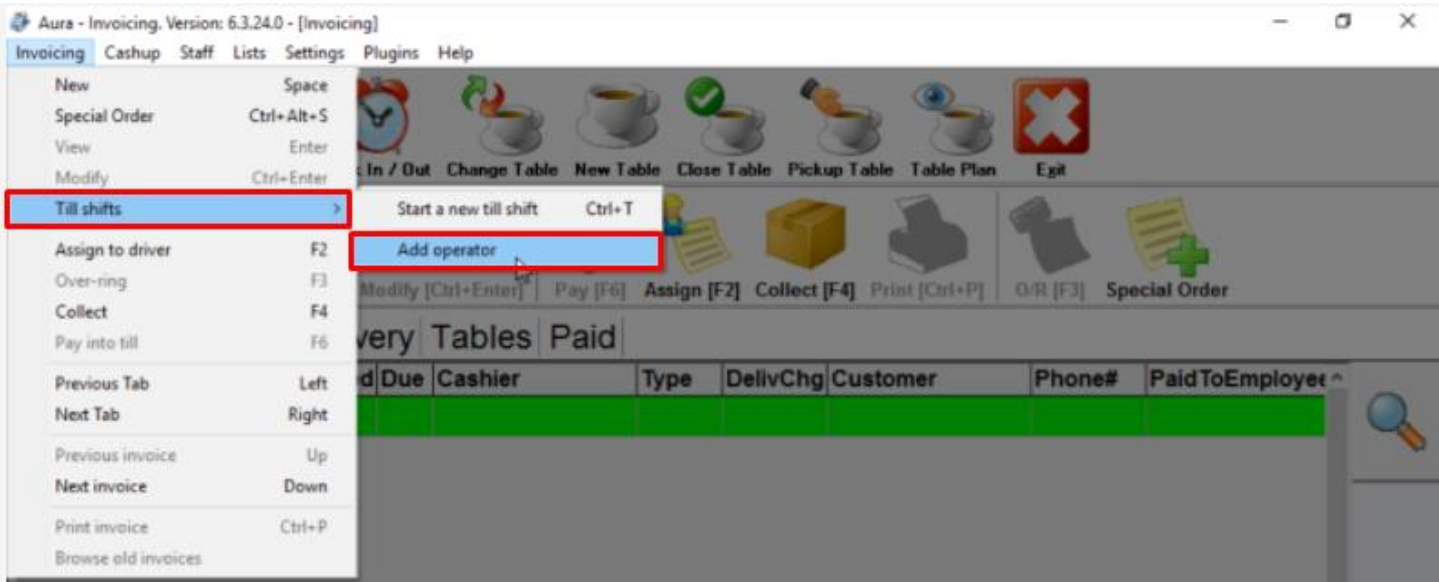 Aura - Invoicing. Version: 6.3.24.0 - [Invoicing]
Invoicing Cashup Staff Lists Settings Plugins Help
New Space
Special Order Ctrl+Alt+S
View Enter
Modify Ctrl+Enter
Till shifts
Start a new till shift Ctrl+T
Add operator
Assign to driver F2
Over-ring F3
Collect F4
Pay into till F6
Previous Tab Left
Next Tab Right
Previous invoice Up
Next invoice Down
Print invoice Ctrl+P
Browse old invoices
In / Out Change Table New Table Close Table Pickup Table Table Plan Exit
Modify [Ctrl+Enter] Pay [F6] Assign [F2] Collect [F4] Print [Ctrl+P] O/R [F3] Special Order
very Tables Paid
d Due Cashier Type DelivChg Customer Phone# PaidToEmployee